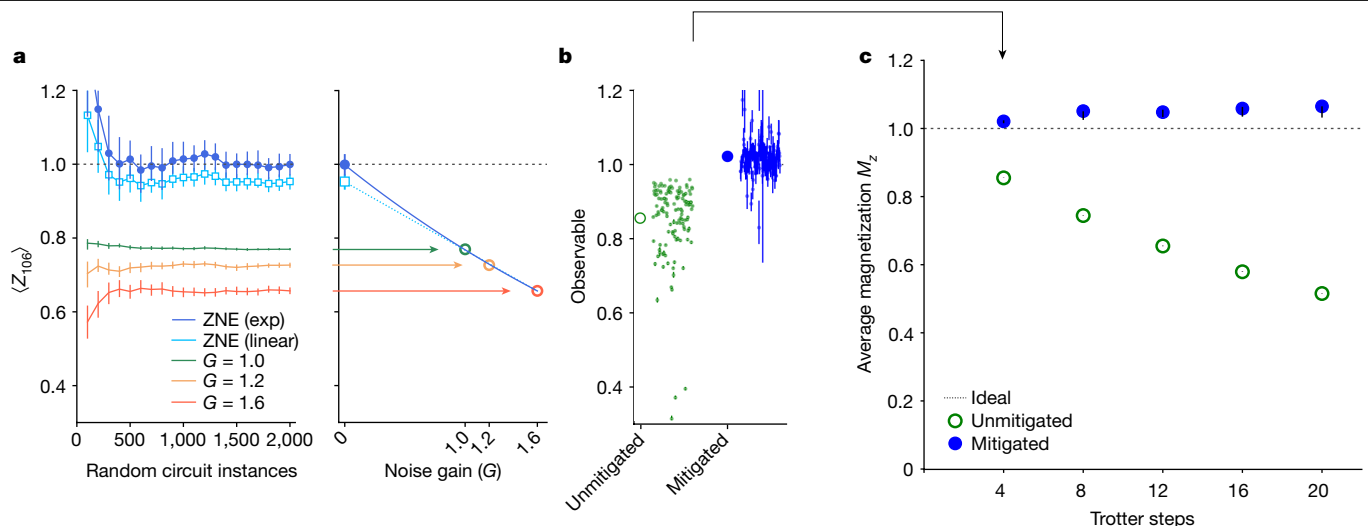 a
1.2
1.0
0.8
0.6
0.4
⟨Z106⟩
ZNE (exp)
ZNE (linear)
G = 1.0
G = 1.2
G = 1.6
0
500
1,000
1,500
2,000
Random circuit instances
0
1.0
1.2
1.6
Noise gain (G)
b
1.2
1.0
0.8
0.6
0.4
Observable
Unmitigated
Mitigated
c
1.2
1.0
0.8
0.6
0.4
0.2
0
Average magnetization Mz
Ideal
Unmitigated
Mitigated
4
8
12
16
20
Trotter steps